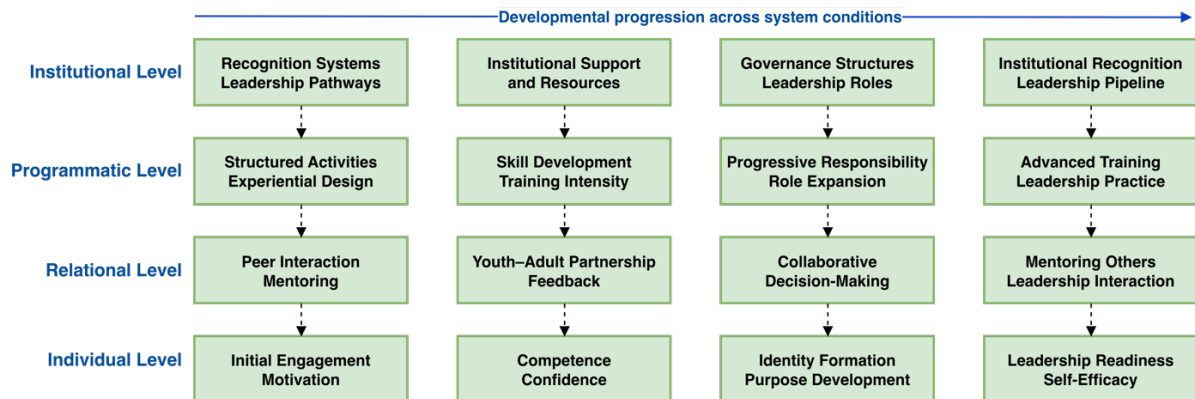 Developmental progression across system conditions
Institutional Level
Recognition Systems
Leadership Pathways
Institutional Support
and Resources
Governance Structures
Leadership Roles
Institutional Recognition
Leadership Pipeline
Programmatic Level
Structured Activities
Experiential Design
Skill Development
Training Intensity
Progressive Responsibility
Role Expansion
Advanced Training
Leadership Practice
Relational Level
Peer Interaction
Mentoring
Youth–Adult Partnership
Feedback
Collaborative
Decision-Making
Mentoring Others
Leadership Interaction
Individual Level
Initial Engagement
Motivation
Competence
Confidence
Identity Formation
Purpose Development
Leadership Readiness
Self-Efficacy